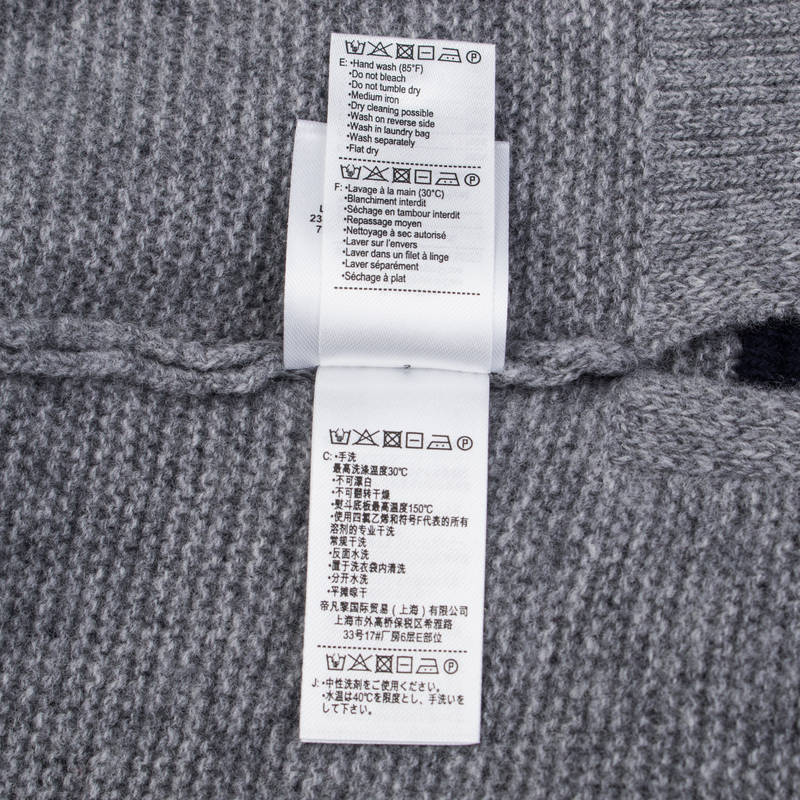 E: •Hand wash (85°F)
•Do not bleach
•Do not tumble dry
•Medium iron
•Dry cleaning possible
•Wash on reverse side
•Wash in laundry bag
•Wash separately
•Flat dry
F: •Lavage à la main (30°C)
•Blanchiment interdit
•Séchage en tambour interdit
•Repassage moyen
•Nettoyage à sec autorisé
•Laver sur l'envers
•Laver dans un filet à linge
•Laver séparément
•Séchage à plat
L
23
7
C: •手洗
最高洗涤温度30℃
•不可漂白
•不可翻转干燥
•熨斗底板最高温度150℃
•使用四氯乙烯和符号F代表的所有
溶剂的专业干洗
常规干洗
•反面水洗
•置于洗衣袋内清洗
•分开水洗
•平摊晾干
帝凡黎国际贸易（上海）有限公司
上海市外高桥保税区希雅路
33号17#厂房6层E部位
J: •中性洗剤をご使用ください。
•水温は40℃を限度とし、手洗いを
して下さい。